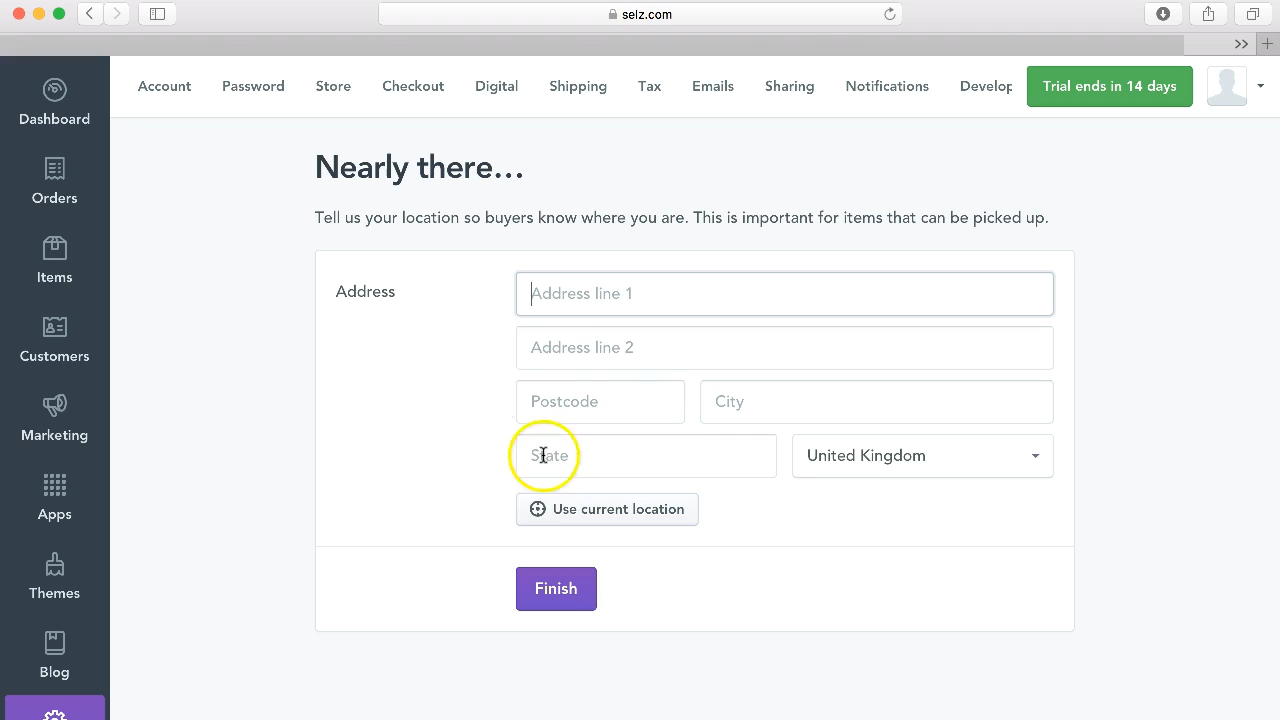 selz.com
Account Password Store Checkout Digital Shipping Tax Emails Sharing Notifications Develop Trial ends in 14 days
Dashboard
Orders
Items
Customers
Marketing
Apps
Themes
Blog
Nearly there...
Tell us your location so buyers know where you are. This is important for items that can be picked up.
Address
Address line 1
Address line 2
Postcode City
State United Kingdom
Use current location
Finish